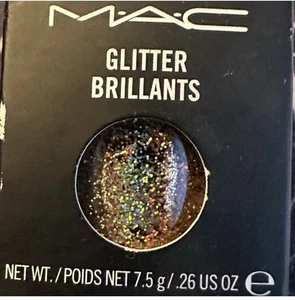 M·A·C
GLITTER
BRILLANTS
NET WT./POIDS NET 7.5 g/.26 US OZ ℮